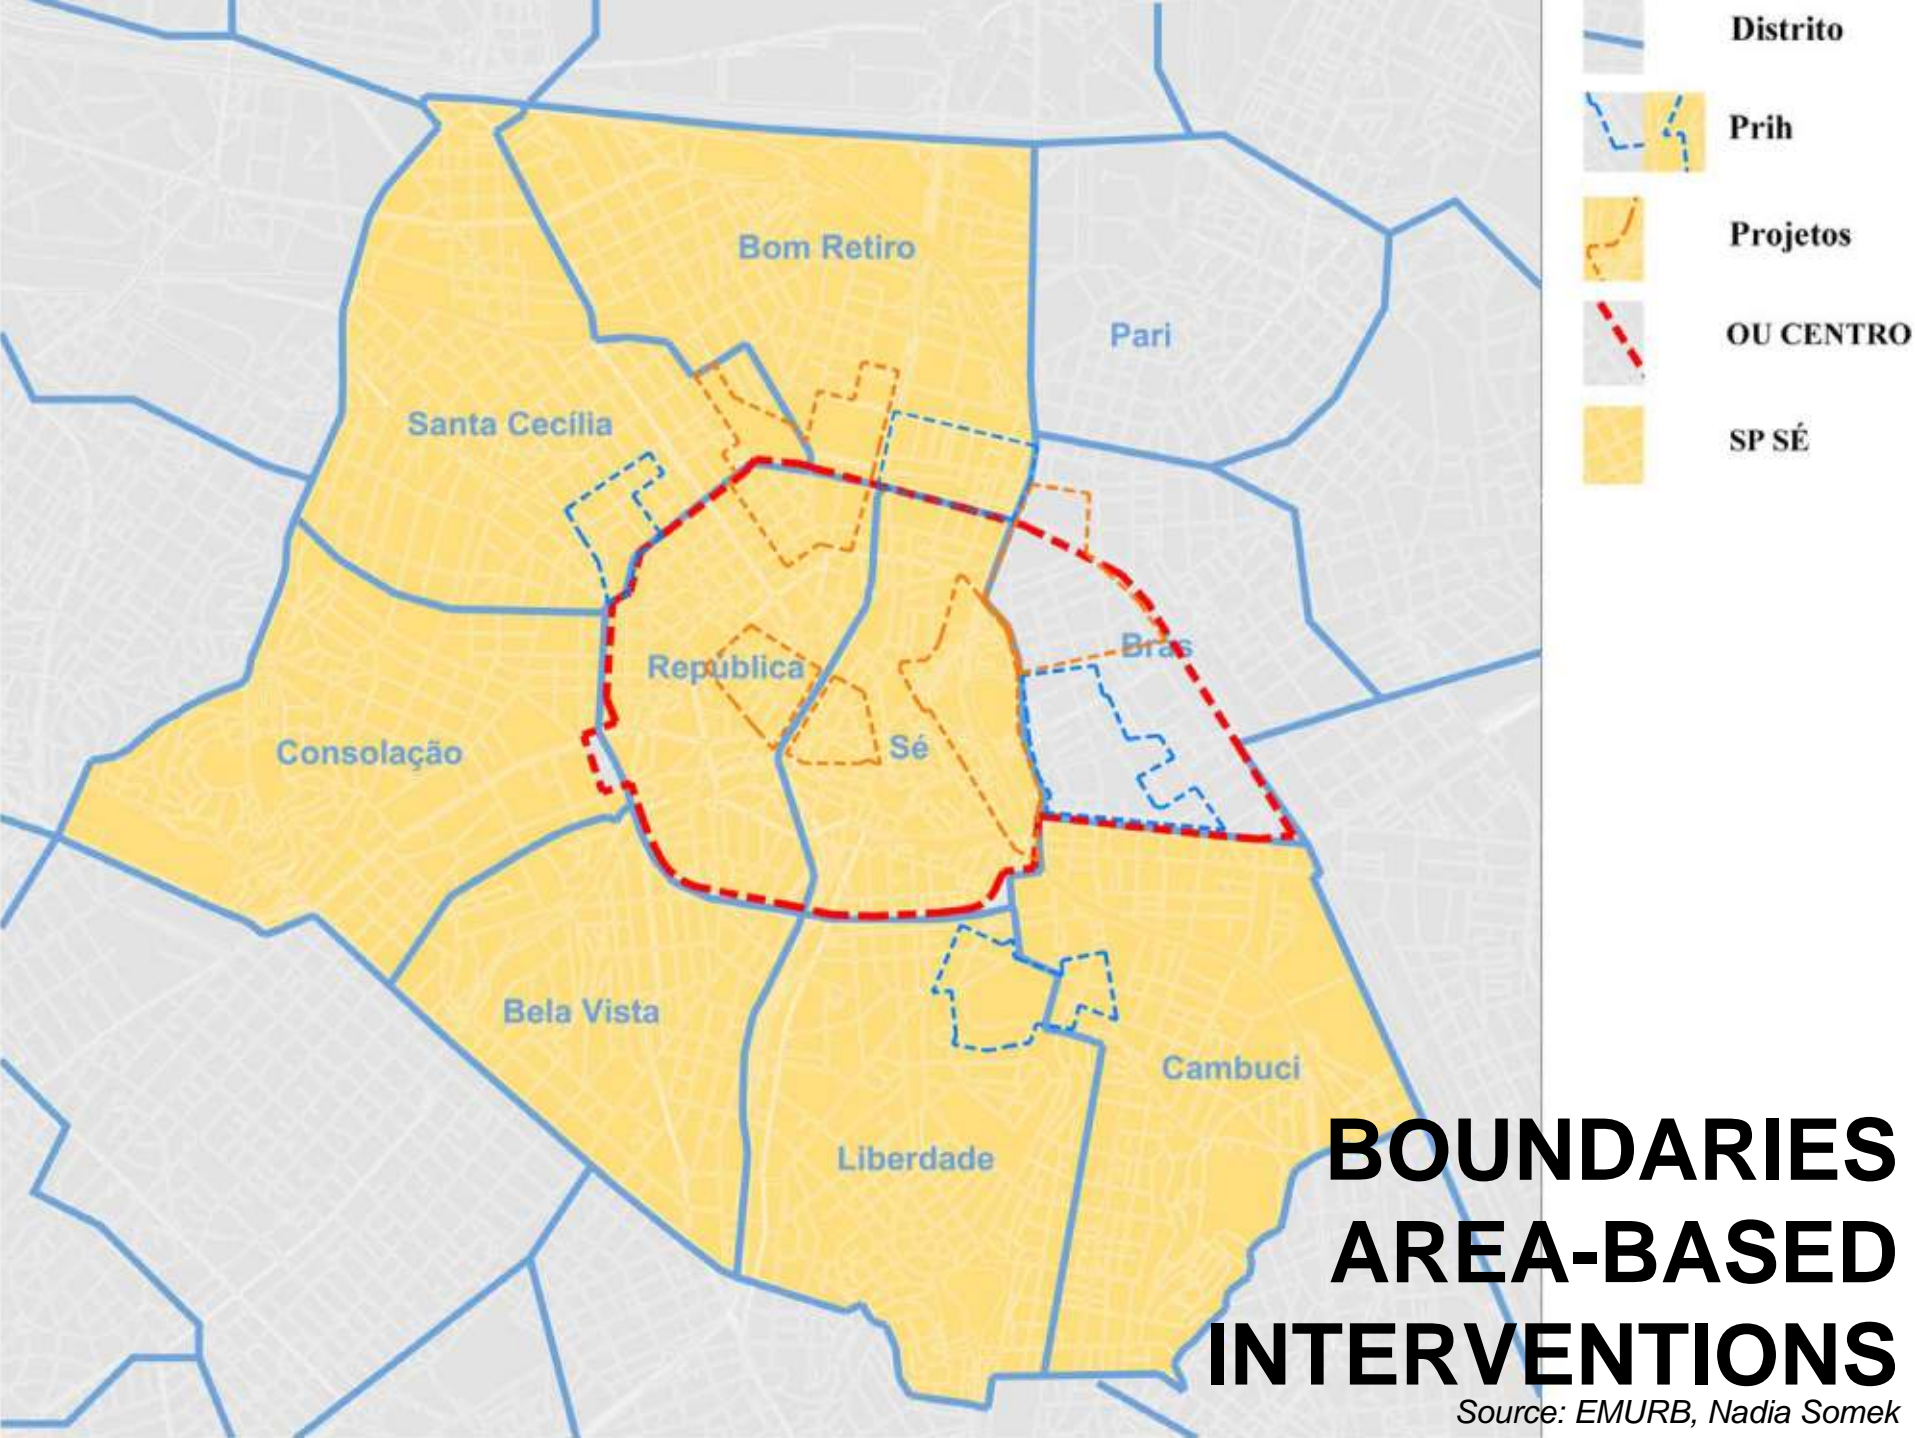 Distrito
Prih
Projetos
OU CENTRO
SP SÉ
Bom Retiro
Pari
Santa Cecília
Brás
Republica
Sé
Consolação
Bela Vista
Cambuci
Liberdade
BOUNDARIES
AREA-BASED
INTERVENTIONS
Source: EMURB, Nadia Somek